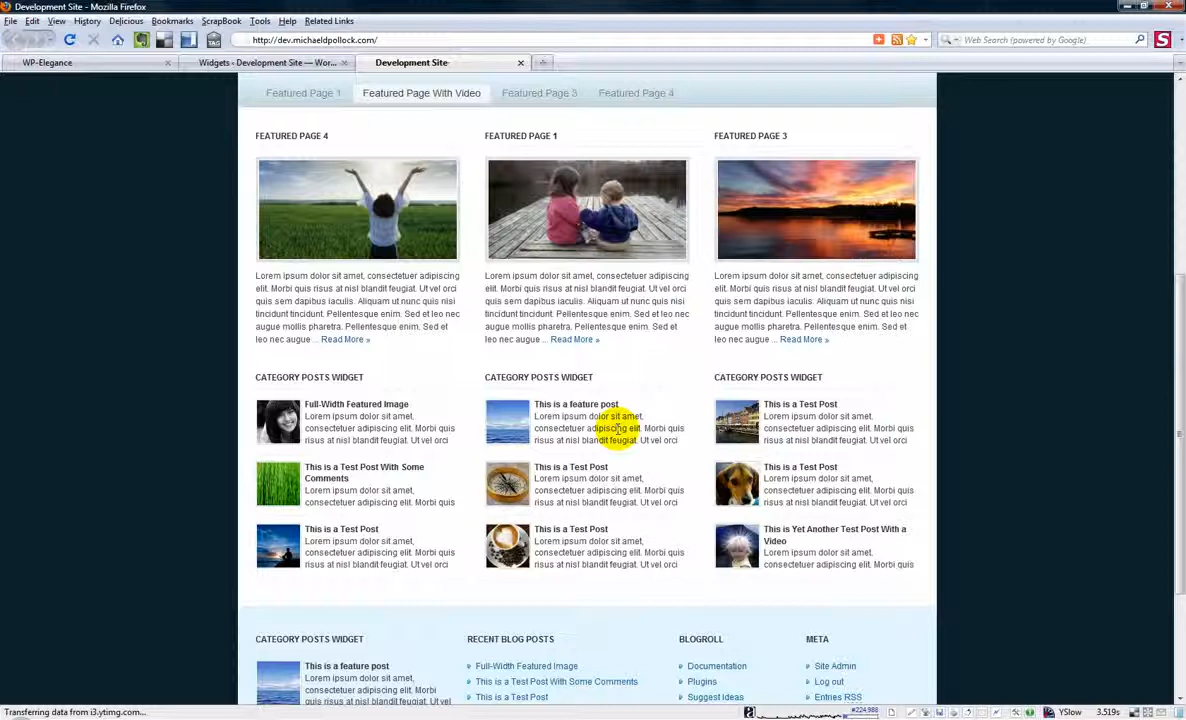 Development Site - Mozilla Firefox
File Edit View History Delicious Bookmarks ScrapBook Tools Help Related Links
http://dev.michaeldpollock.com/
Web Search (powered by Google)
WP-Elegance
Widgets - Development Site — Wor...
Development Site
Featured Page 1
Featured Page With Video
Featured Page 3
Featured Page 4
FEATURED PAGE 4
Lorem ipsum dolor sit amet, consectetuer adipiscing
elit. Morbi quis risus at nisl blandit feugiat. Ut vel orci
quis sem dapibus iaculis. Aliquam ut nunc quis nisi
tincidunt tincidunt. Pellentesque enim. Sed et leo nec
augue mollis pharetra. Pellentesque enim. Sed et
leo nec augue ... Read More »
FEATURED PAGE 1
Lorem ipsum dolor sit amet, consectetuer adipiscing
elit. Morbi quis risus at nisl blandit feugiat. Ut vel orci
quis sem dapibus iaculis. Aliquam ut nunc quis nisi
tincidunt tincidunt. Pellentesque enim. Sed et leo nec
augue mollis pharetra. Pellentesque enim. Sed et
leo nec augue ... Read More »
FEATURED PAGE 3
Lorem ipsum dolor sit amet, consectetuer adipiscing
elit. Morbi quis risus at nisl blandit feugiat. Ut vel orci
quis sem dapibus iaculis. Aliquam ut nunc quis nisi
tincidunt tincidunt. Pellentesque enim. Sed et leo nec
augue mollis pharetra. Pellentesque enim. Sed et
leo nec augue ... Read More »
CATEGORY POSTS WIDGET
Full-Width Featured Image
Lorem ipsum dolor sit amet,
consectetuer adipiscing elit. Morbi quis
risus at nisl blandit feugiat. Ut vel orci
This is a Test Post With Some
Comments
Lorem ipsum dolor sit amet,
consectetuer adipiscing elit. Morbi quis
risus at nisl blandit feugiat. Ut vel orci
This is a Test Post
Lorem ipsum dolor sit amet,
consectetuer adipiscing elit. Morbi quis
risus at nisl blandit feugiat. Ut vel orci
CATEGORY POSTS WIDGET
This is a feature post
Lorem ipsum dolor sit amet,
consectetuer adipiscing elit. Morbi quis
risus at nisl blandit feugiat. Ut vel orci
This is a Test Post
Lorem ipsum dolor sit amet,
consectetuer adipiscing elit. Morbi quis
risus at nisl blandit feugiat. Ut vel orci
This is a Test Post
Lorem ipsum dolor sit amet,
consectetuer adipiscing elit. Morbi quis
risus at nisl blandit feugiat. Ut vel orci
CATEGORY POSTS WIDGET
This is a Test Post
Lorem ipsum dolor sit amet,
consectetuer adipiscing elit. Morbi quis
risus at nisl blandit feugiat. Ut vel orci
This is a Test Post
Lorem ipsum dolor sit amet,
consectetuer adipiscing elit. Morbi quis
risus at nisl blandit feugiat. Ut vel orci
This is Yet Another Test Post With a
Video
Lorem ipsum dolor sit amet,
consectetuer adipiscing elit. Morbi quis
risus at nisl blandit feugiat. Ut vel orci
CATEGORY POSTS WIDGET
This is a feature post
Lorem ipsum dolor sit amet,
consectetuer adipiscing elit. Morbi quis
risus at nisl blandit feugiat. Ut vel orci
RECENT BLOG POSTS
Full-Width Featured Image
This is a Test Post With Some Comments
This is a Test Post
BLOGROLL
Documentation
Plugins
Suggest Ideas
META
Site Admin
Log out
Entries RSS
Transferring data from i3.ytimg.com...
#224,988
YSlow
3.519s